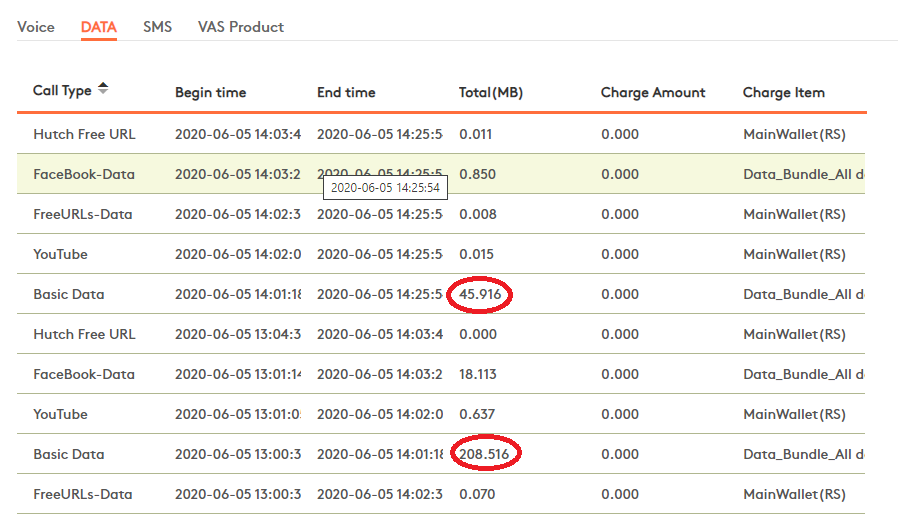 Voice DATA SMS VAS Product
Call Type Begin time End time Total(MB) Charge Amount Charge Item
Hutch Free URL 2020-06-05 14:03:4 2020-06-05 14:25:5 0.011 0.000 MainWallet(RS)
FaceBook-Data 2020-06-05 14:03:2 2020-06-05 14:25:5 0.850 0.000 Data_Bundle_All d
2020-06-05 14:25:54
FreeURLs-Data 2020-06-05 14:02:3 2020-06-05 14:25:5 0.008 0.000 MainWallet(RS)
YouTube 2020-06-05 14:02:0 2020-06-05 14:25:5 0.015 0.000 MainWallet(RS)
Basic Data 2020-06-05 14:01:18 2020-06-05 14:25:5 45.916 0.000 Data_Bundle_All d
Hutch Free URL 2020-06-05 13:04:3 2020-06-05 14:03:4 0.000 0.000 MainWallet(RS)
FaceBook-Data 2020-06-05 13:01:14 2020-06-05 14:03:2 18.113 0.000 Data_Bundle_All d
YouTube 2020-06-05 13:01:0 2020-06-05 14:02:0 0.637 0.000 MainWallet(RS)
Basic Data 2020-06-05 13:00:3 2020-06-05 14:01:18 208.516 0.000 Data_Bundle_All d
FreeURLs-Data 2020-06-05 13:00:3 2020-06-05 14:02:3 0.070 0.000 MainWallet(RS)